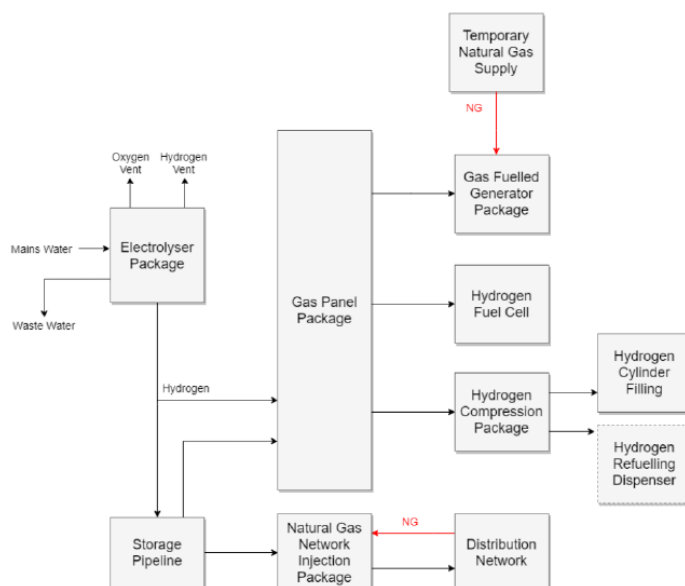 Temporary
Natural Gas
Supply
NG
Oxygen
Vent
Hydrogen
Vent
Gas Fuelled
Generator
Package
Mains Water
Electrolyser
Package
Waste Water
Gas Panel
Package
Hydrogen
Fuel Cell
Hydrogen
Cylinder
Filling
Hydrogen
Hydrogen
Compression
Package
Hydrogen
Refuelling
Dispenser
Storage
Pipeline
Natural Gas
Network
Injection
Package
NG
Distribution
Network